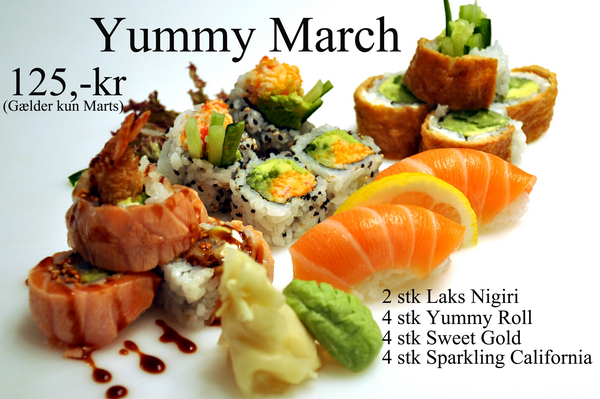 Yummy March
125,-kr
(Gælder kun Marts)
2 stk Laks Nigiri
4 stk Yummy Roll
4 stk Sweet Gold
4 stk Sparkling California